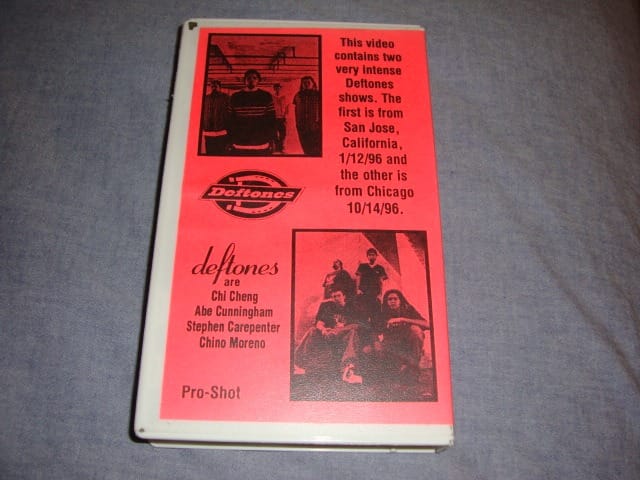 This video
contains two
very intense
Deftones
shows. The
first is from
San Jose,
California,
1/12/96 and
the other is
from Chicago
10/14/96.
Deftones
deftones
are
Chi Cheng
Abe Cunningham
Stephen Carepenter
Chino Moreno
Pro-Shot